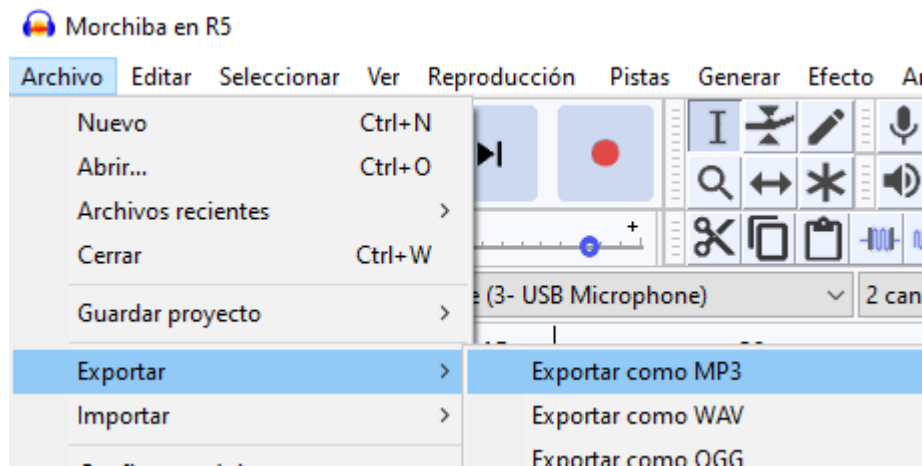 Morchiba en R5
Archivo Editar Seleccionar Ver Reproducción Pistas Generar Efecto
Nuevo Ctrl+N
Abrir... Ctrl+O
Archivos recientes
Cerrar Ctrl+W
(3- USB Microphone) 2 can
Guardar proyecto
Exportar Exportar como MP3
Importar Exportar como WAV
Exportar como OGG